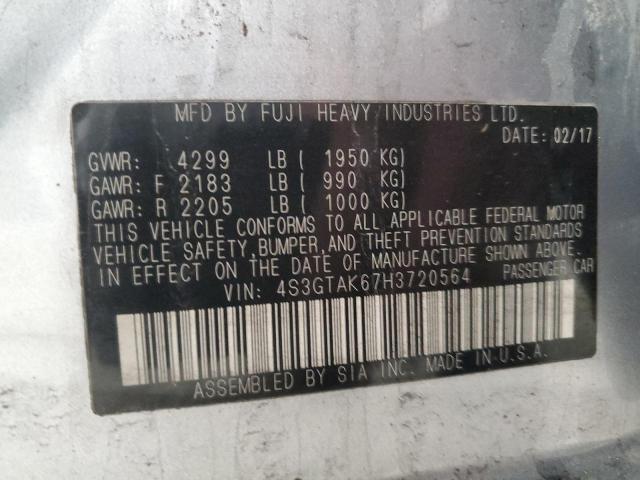 MFD BY FUJI HEAVY INDUSTRIES LTD.
DATE: 02/17
GVWR: 4299 LB ( 1950 KG)
GAWR: F 2183 LB ( 990 KG)
GAWR: R 2205 LB ( 1000 KG)
THIS VEHICLE CONFORMS TO ALL APPLICABLE FEDERAL MOTOR
VEHICLE SAFETY, BUMPER, AND THEFT PREVENTION STANDARDS
IN EFFECT ON THE DATE OF MANUFACTURE SHOWN ABOVE.
VIN: 4S3GTAK67H3720564 PASSENGER CAR
ASSEMBLED BY SIA INC. MADE IN U.S.A.